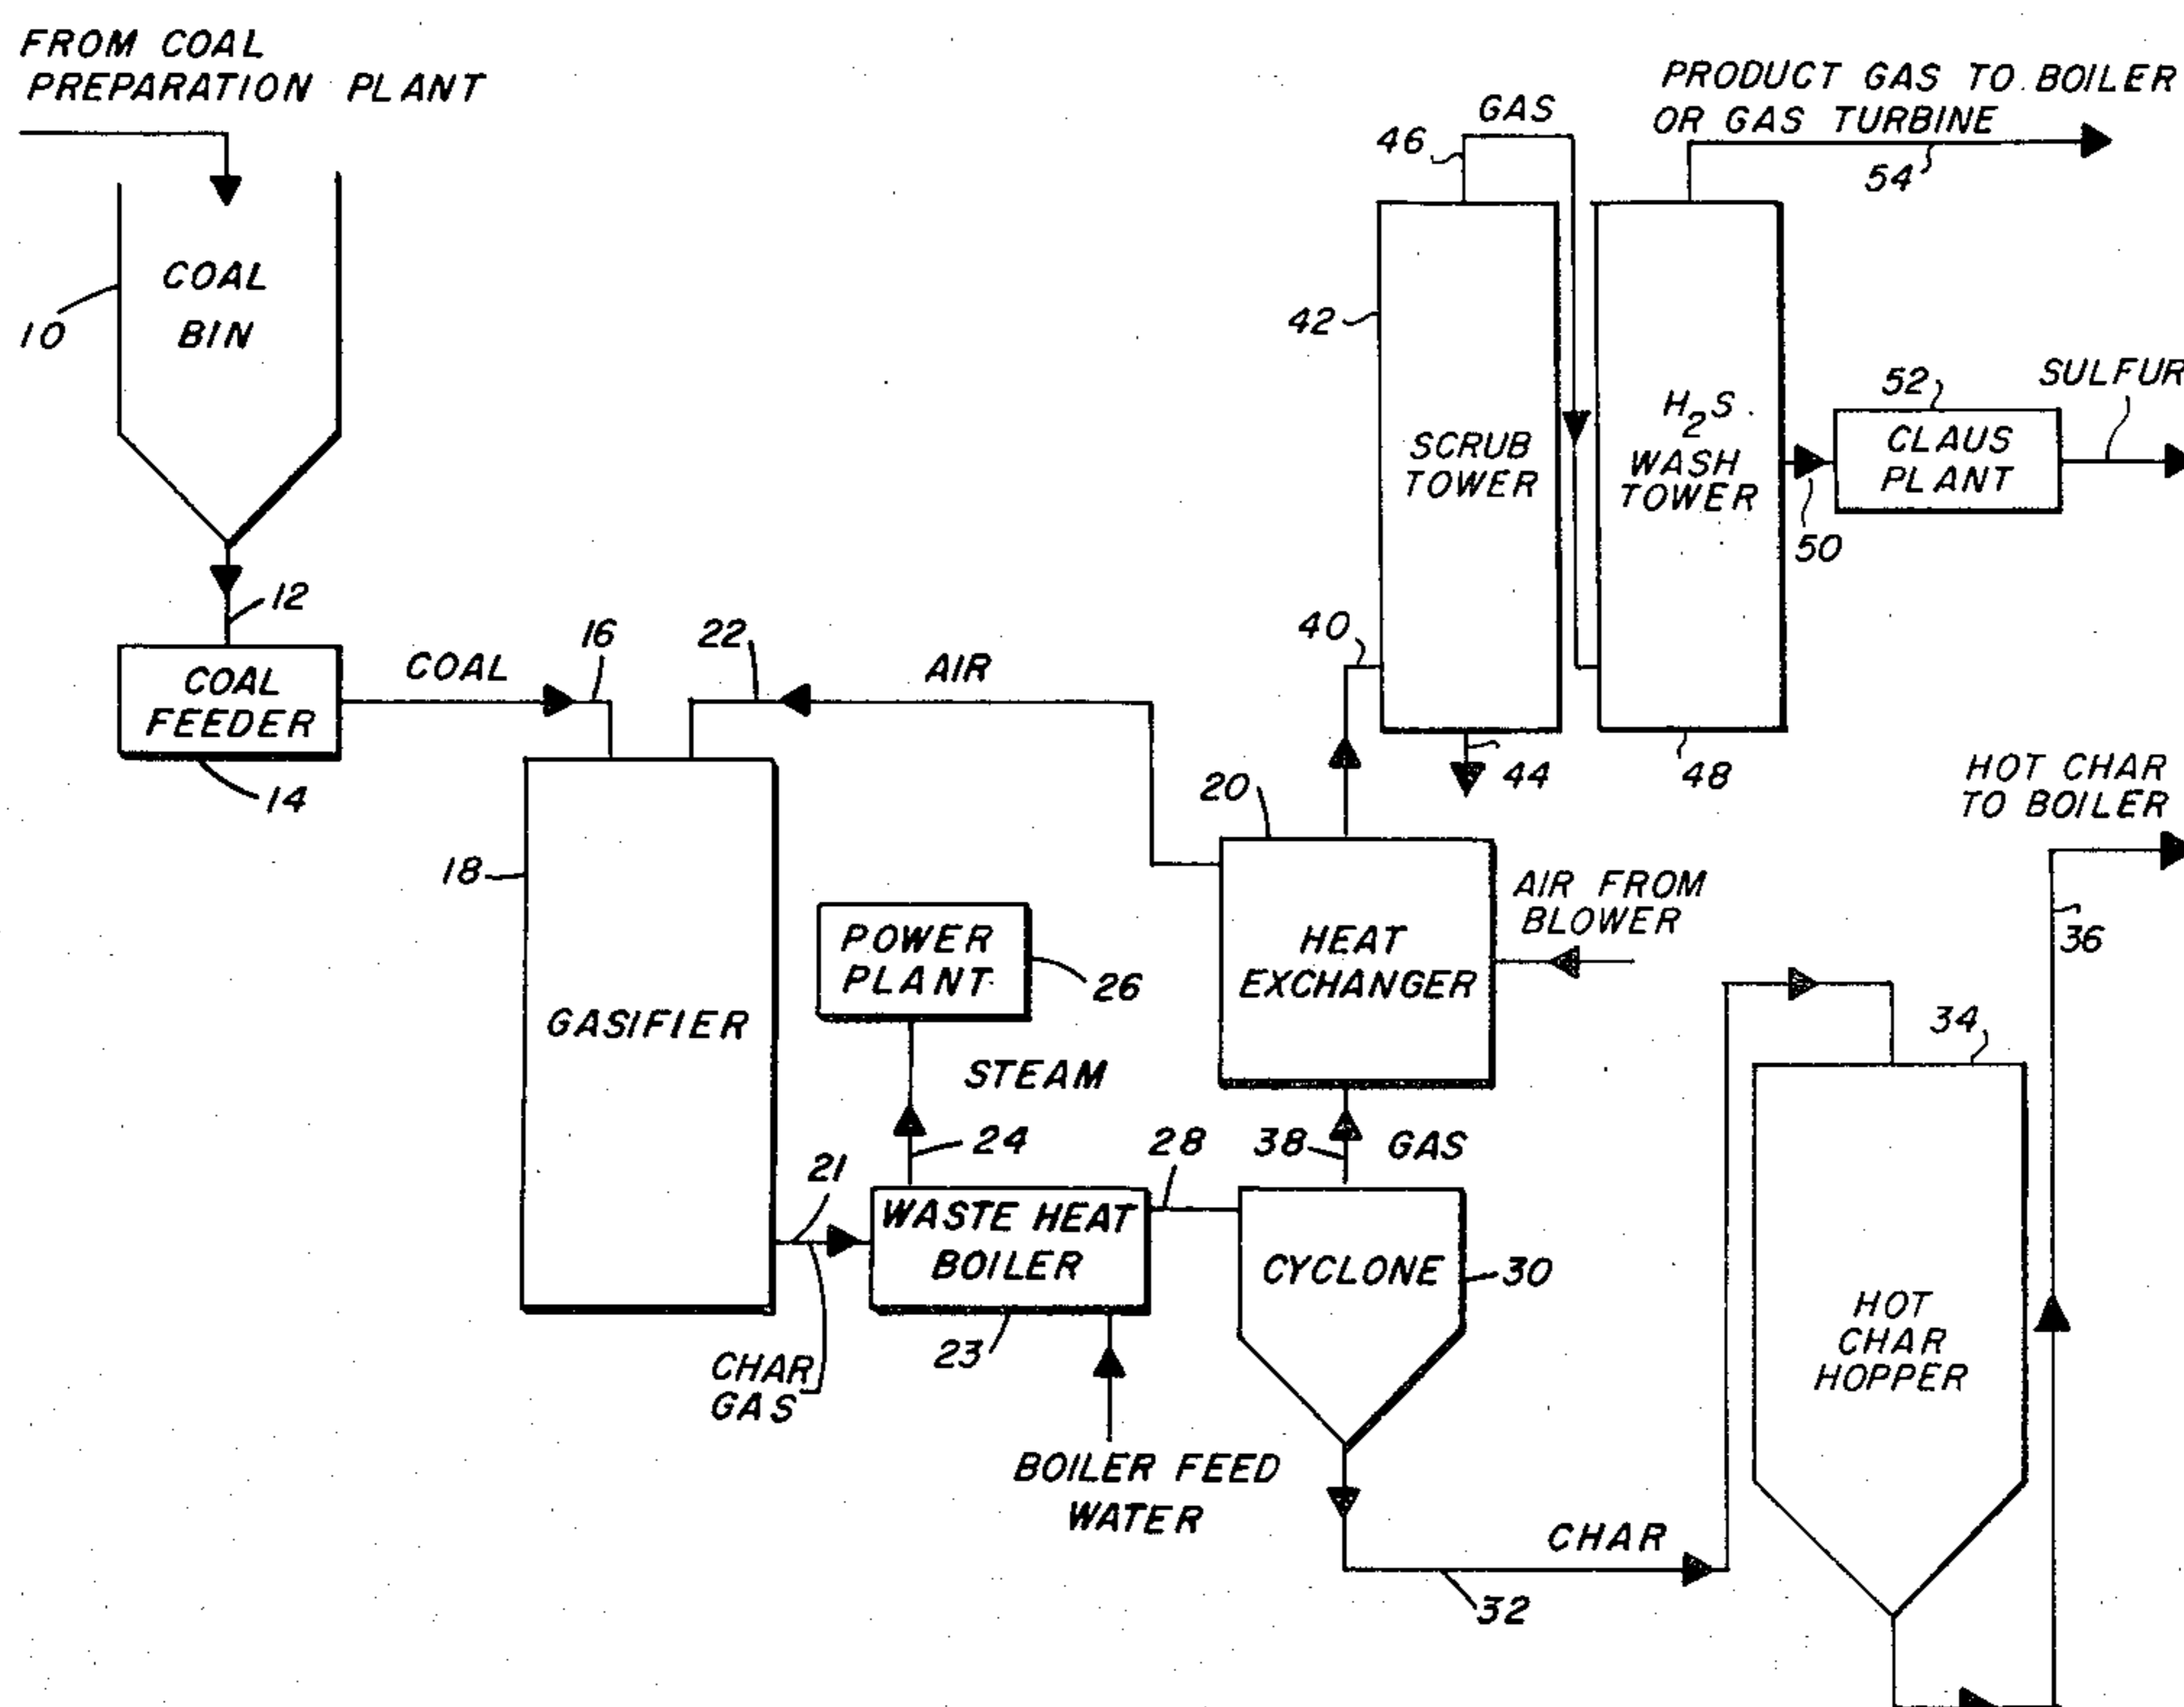 FROM COAL
PREPARATION PLANT
COAL
BIN
10
12
COAL
FEEDER
14
COAL
16
22
AIR
18
GASIFIER
POWER
PLANT
26
STEAM
24
21
CHAR
GAS
WASTE HEAT
BOILER
23
BOILER FEED
WATER
28
CYCLONE
30
38
GAS
20
HEAT
EXCHANGER
AIR FROM
BLOWER
40
42
SCRUB
TOWER
44
46
GAS
H2S
WASH
TOWER
48
50
52
CLAUS
PLANT
SULFUR
PRODUCT GAS TO BOILER
OR GAS TURBINE
54
CHAR
32
34
HOT
CHAR
HOPPER
36
HOT CHAR
TO BOILER